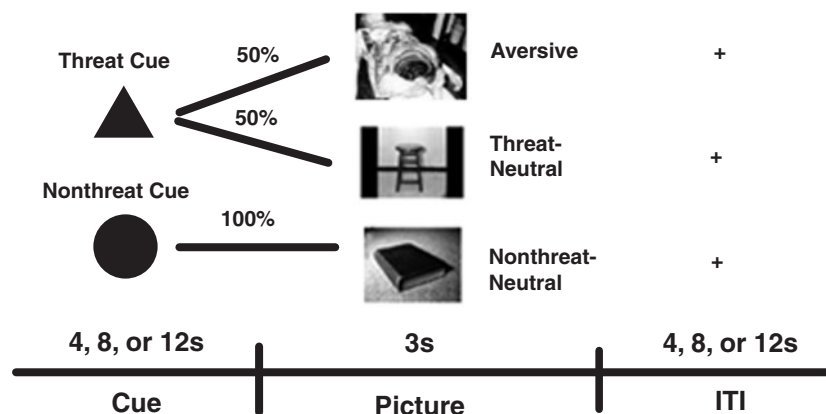 Threat Cue
50%
50%
Aversive
+
Threat-
Neutral
+
Nonthreat Cue
100%
Nonthreat-
Neutral
+
4, 8, or 12s
3s
4, 8, or 12s
Cue
Picture
ITI